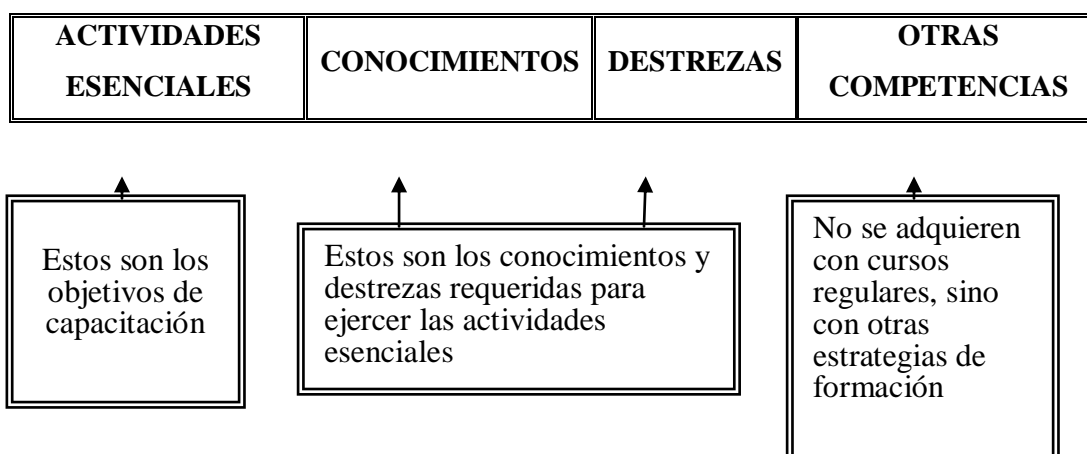 ACTIVIDADES
ESENCIALES
CONOCIMIENTOS
DESTREZAS
OTRAS
COMPETENCIAS
Estos son los
objetivos de
capacitación
Estos son los conocimientos y
destrezas requeridas para
ejercer las actividades
esenciales
No se adquieren
con cursos
regulares, sino
con otras
estrategias de
formación